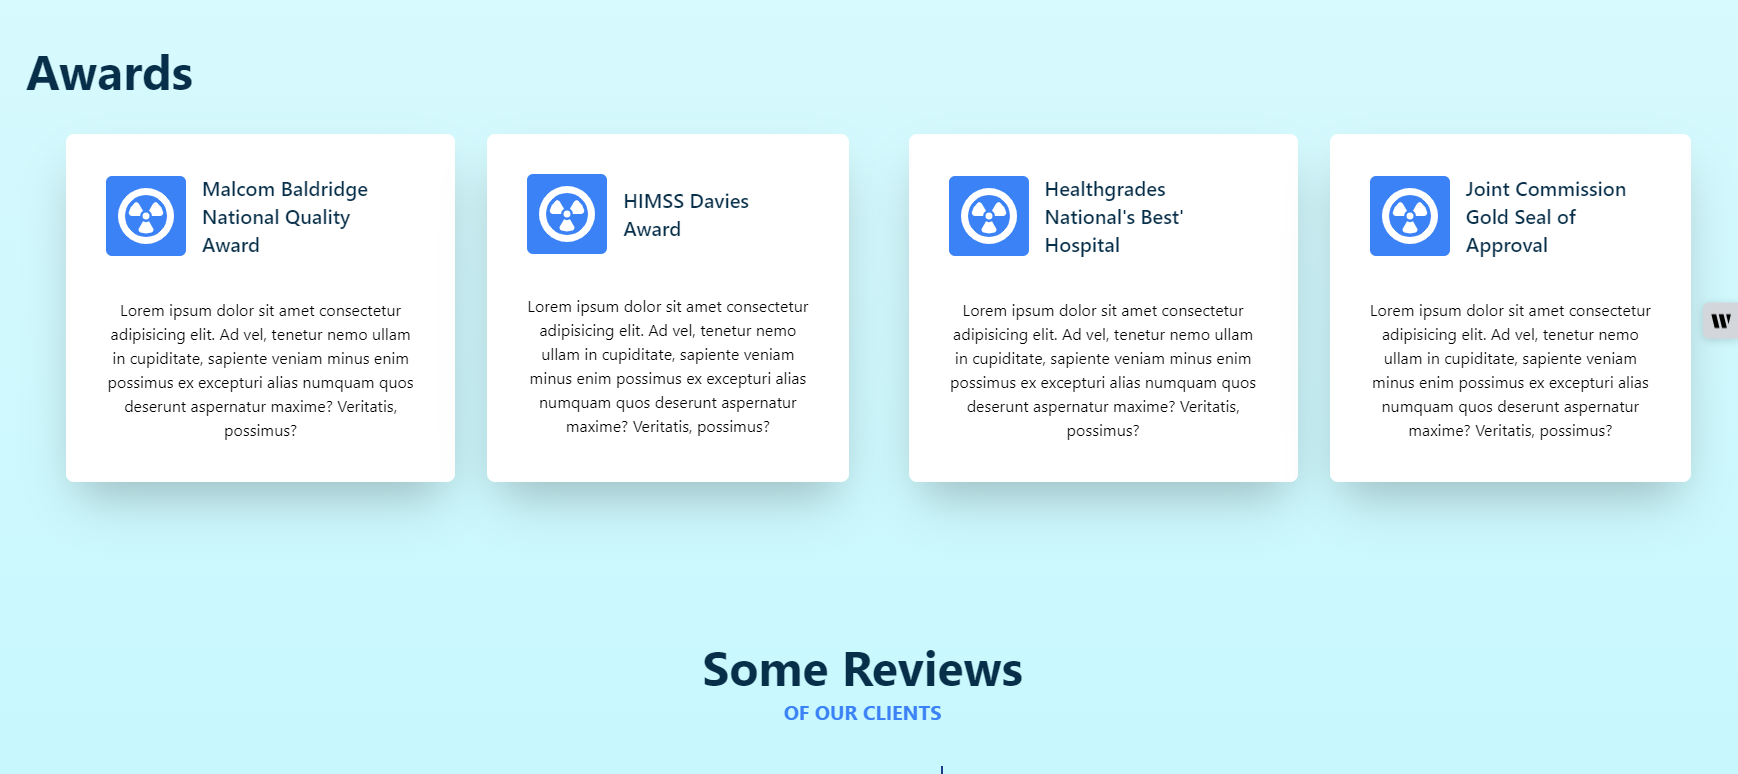 Awards
Malcom Baldridge
National Quality
Award
Lorem ipsum dolor sit amet consectetur
adipisicing elit. Ad vel, tenetur nemo ullam
in cupiditate, sapiente veniam minus enim
possimus ex excepturi alias numquam quos
deserunt aspernatur maxime? Veritatis,
possimus?
HIMSS Davies
Award
Lorem ipsum dolor sit amet consectetur
adipisicing elit. Ad vel, tenetur nemo
ullam in cupiditate, sapiente veniam
minus enim possimus ex excepturi alias
numquam quos deserunt aspernatur
maxime? Veritatis, possimus?
Healthgrades
National's Best'
Hospital
Lorem ipsum dolor sit amet consectetur
adipisicing elit. Ad vel, tenetur nemo ullam
in cupiditate, sapiente veniam minus enim
possimus ex excepturi alias numquam quos
deserunt aspernatur maxime? Veritatis,
possimus?
Joint Commission
Gold Seal of
Approval
Lorem ipsum dolor sit amet consectetur
adipisicing elit. Ad vel, tenetur nemo
ullam in cupiditate, sapiente veniam
minus enim possimus ex excepturi alias
numquam quos deserunt aspernatur
maxime? Veritatis, possimus?
W
Some Reviews
OF OUR CLIENTS